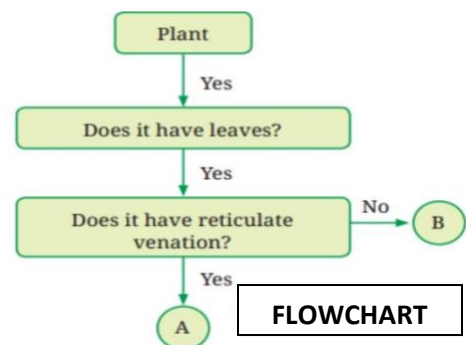 Plant
Yes
Does it have leaves?
Yes
Does it have reticulate
venation?
No
B
Yes
A
FLOWCHART